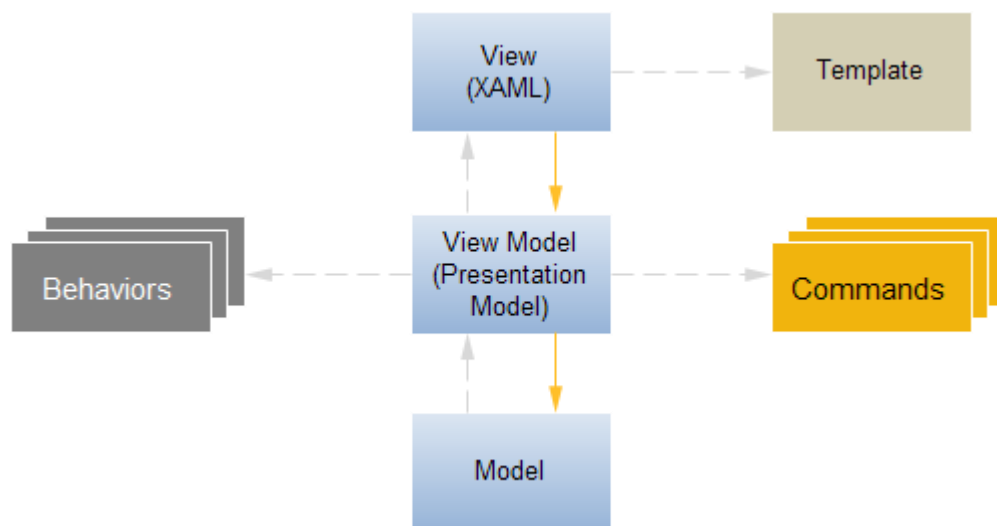 View
(XAML)
Template
Behaviors
View Model
(Presentation
Model)
Commands
Model